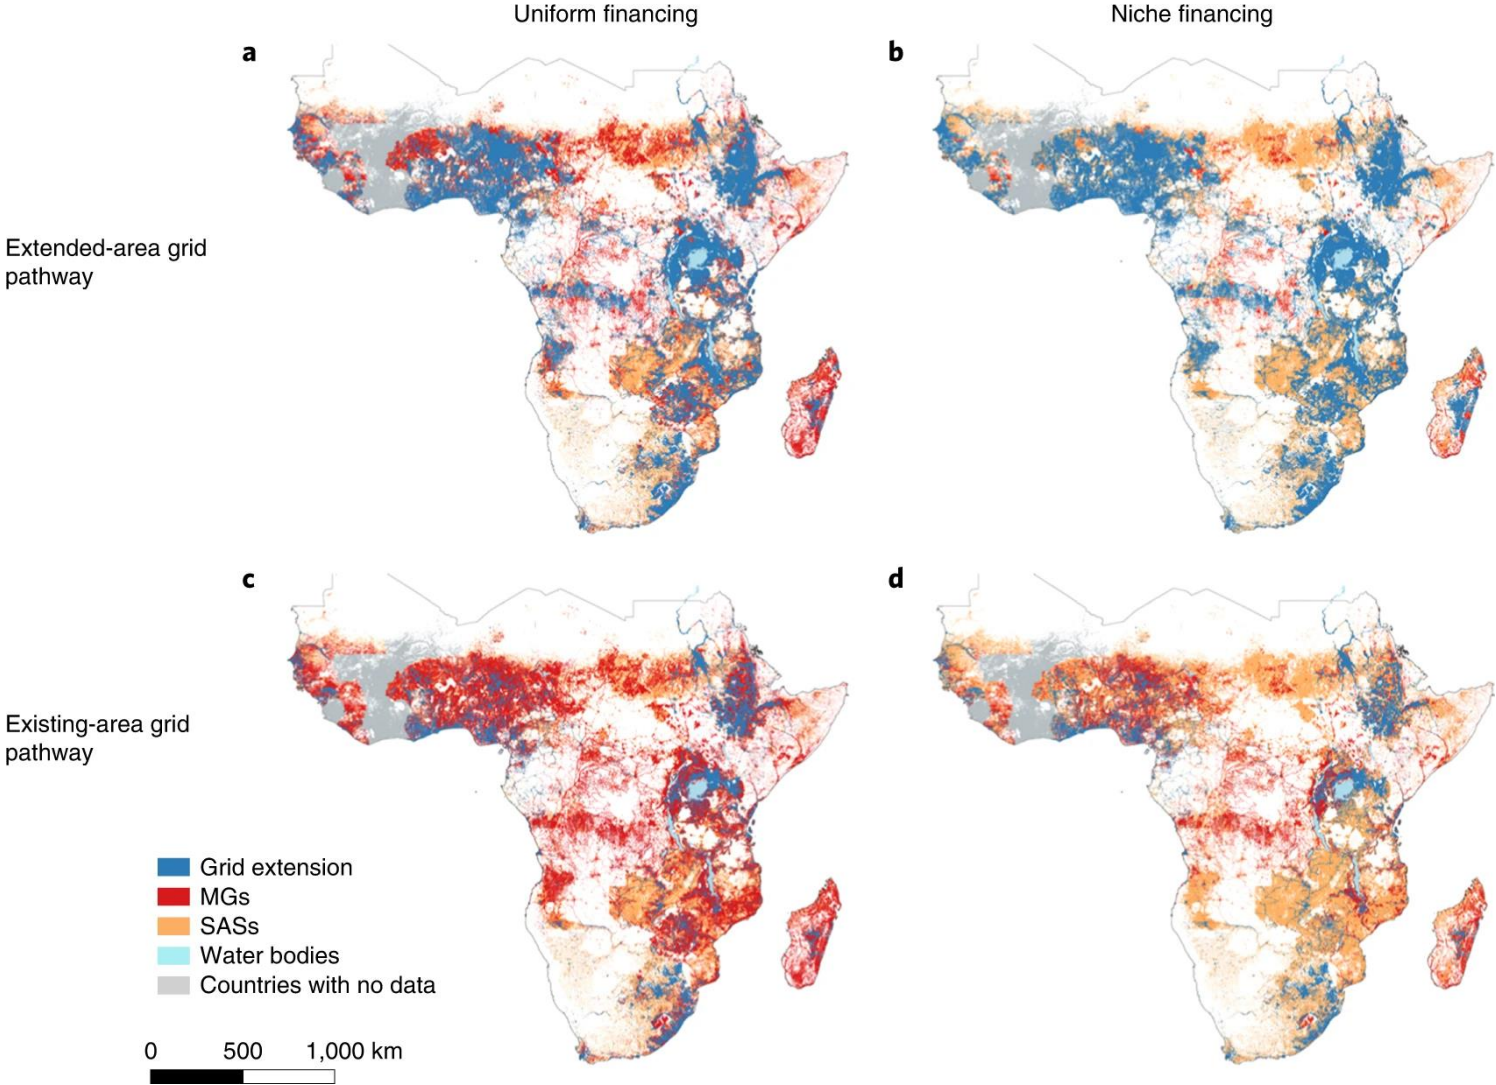 Uniform financing
Niche financing
a
b
Extended-area grid
pathway
c
d
Existing-area grid
pathway
Grid extension
MGs
SASs
Water bodies
Countries with no data
0 500 1,000 km